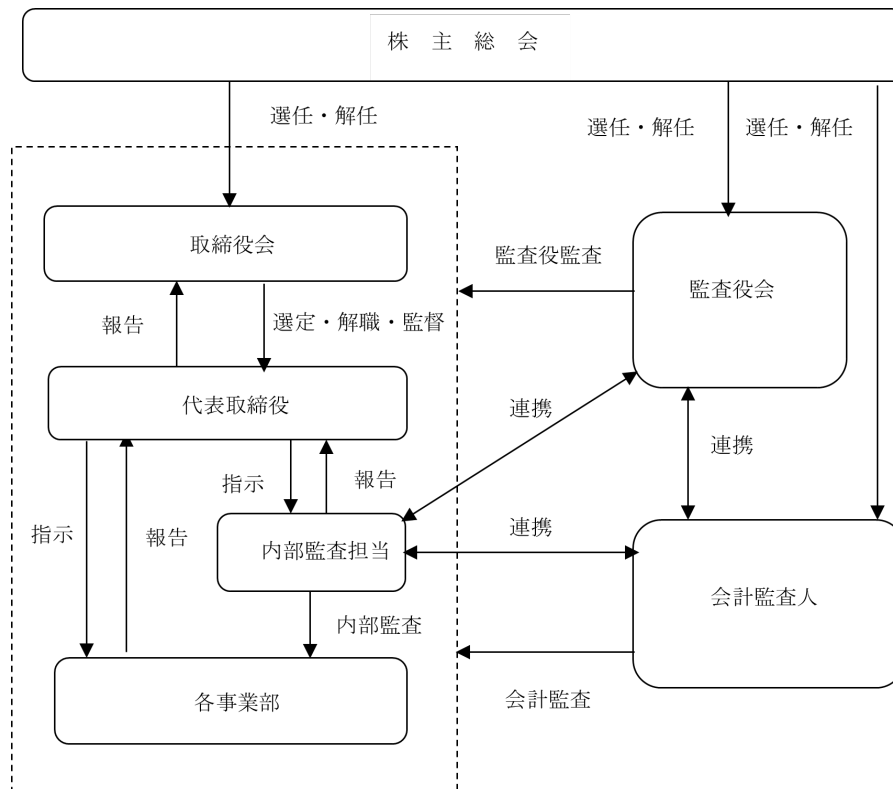 株主総会
選任・解任
選任・解任
選任・解任
取締役会
監査役監査
監査役会
報告
選定・解職・監督
代表取締役
連携
連携
指示
報告
指示
報告
連携
内部監査担当
会計監査人
内部監査
各事業部
会計監査